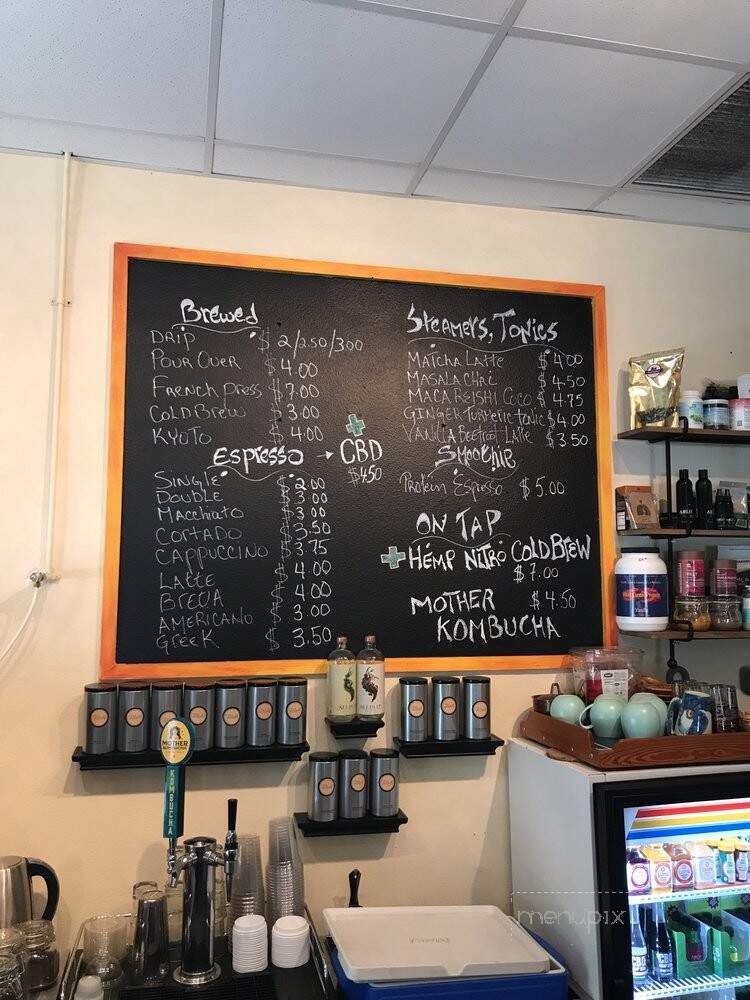 Brewed
DRIP $ 2/2.50/3.00
POUR OVER $ 4.00
FRENCH PRESS $ 7.00
COLD BREW $ 3.00
KYOTO $ 4.00
ESPRESSO → CBD
$4.50
SINGLE $ 2.00
DOUBLE $ 3.00
MACCHIATO $ 3.00
CORTADO $ 3.50
CAPPUCCINO $ 3.75
LATTE $ 4.00
BREVA $ 4.00
AMERICANO $ 3.00
GREEK $ 3.50
STEAMERS, TONICS
MATCHA LATTE $ 4.00
MASALA CHAI $ 4.50
MACA REISHI COCO $ 4.75
GINGER TURMERIC TONIC $ 4.00
VANILLA BEETROOT LATTE $ 3.50
SMOOTHIE
PROTEIN ESPRESSO $ 5.00
ON TAP
HEMP NITRO COLD BREW
$ 7.00
MOTHER $ 4.50
KOMBUCHA
MOTHER
KOMBUCHA
menupix